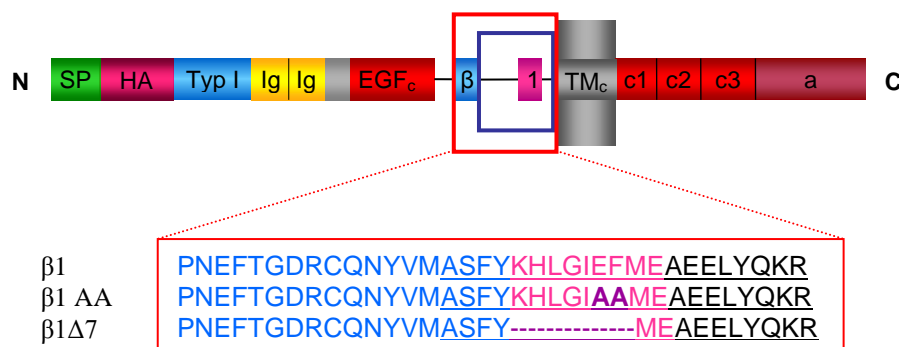 N SP HA Typ I Ig Ig EGFc β 1 TMc c1 c2 c3 a C
β1 PNEFTGDRCQNYVMASFYKHLGIEFMEAEELYQKR
β1 AA PNEFTGDRCQNYVMASFYKHLGIAAMEAEELYQKR
β1Δ7 PNEFTGDRCQNYVMASFY-------------MEAEELYQKR